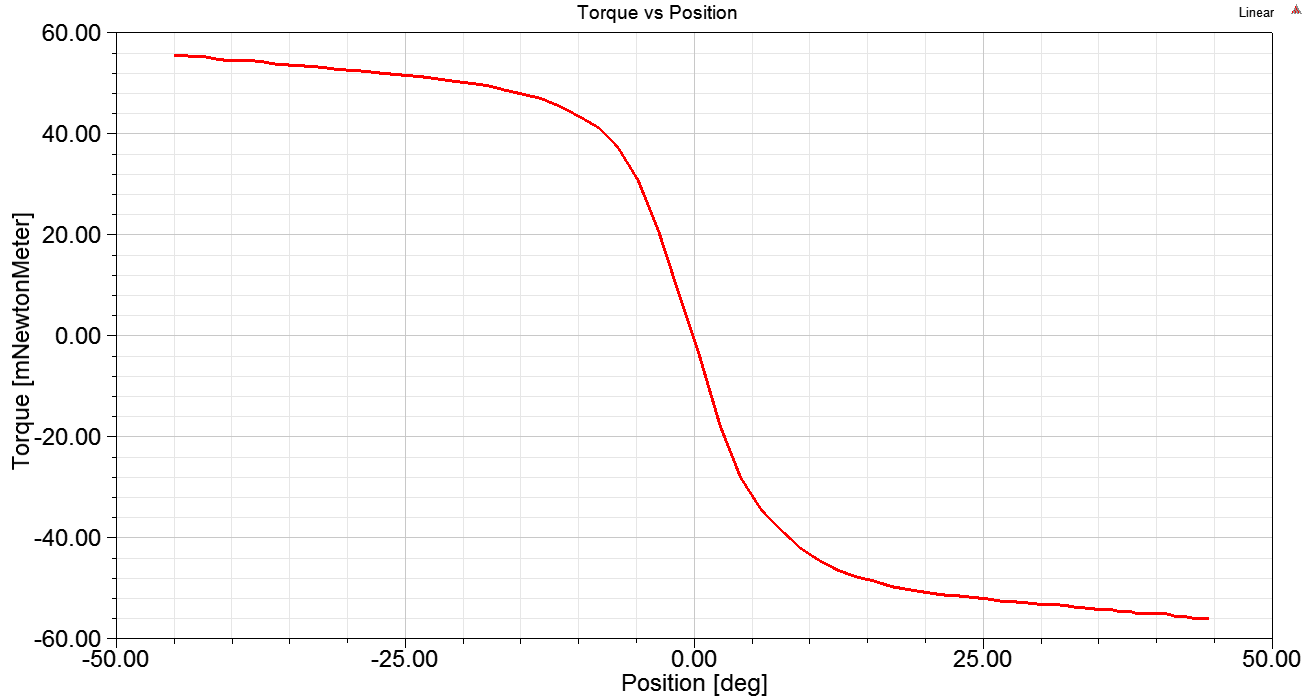 Torque vs Position
Linear
60.00
40.00
20.00
0.00
-20.00
-40.00
-60.00
Torque [mNewtonMeter]
-50.00 -25.00 0.00 25.00 50.00
Position [deg]